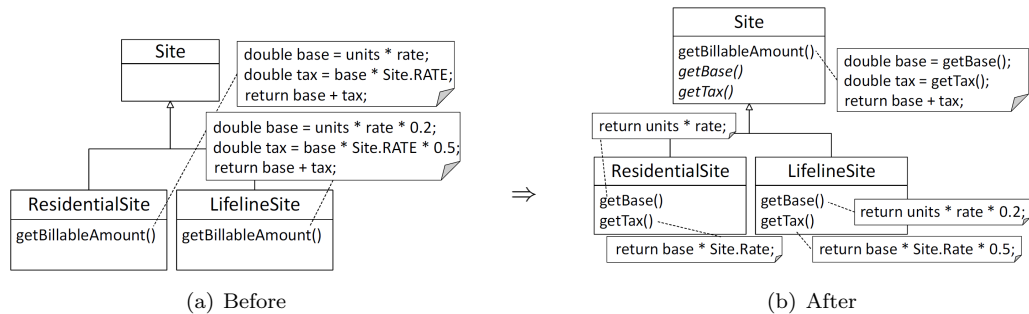 Site
double base = units * rate;
double tax = base * Site.RATE;
return base + tax;
double base = units * rate * 0.2;
double tax = base * Site.RATE * 0.5;
return base + tax;
ResidentialSite
getBillableAmount()
LifelineSite
getBillableAmount()
(a) Before
⇒
Site
getBillableAmount()
getBase()
getTax()
double base = getBase();
double tax = getTax();
return base + tax;
return units * rate;
ResidentialSite
getBase()
getTax()
return base * Site.Rate;
LifelineSite
getBase()
getTax()
return units * rate * 0.2;
return base * Site.Rate * 0.5;
(b) After